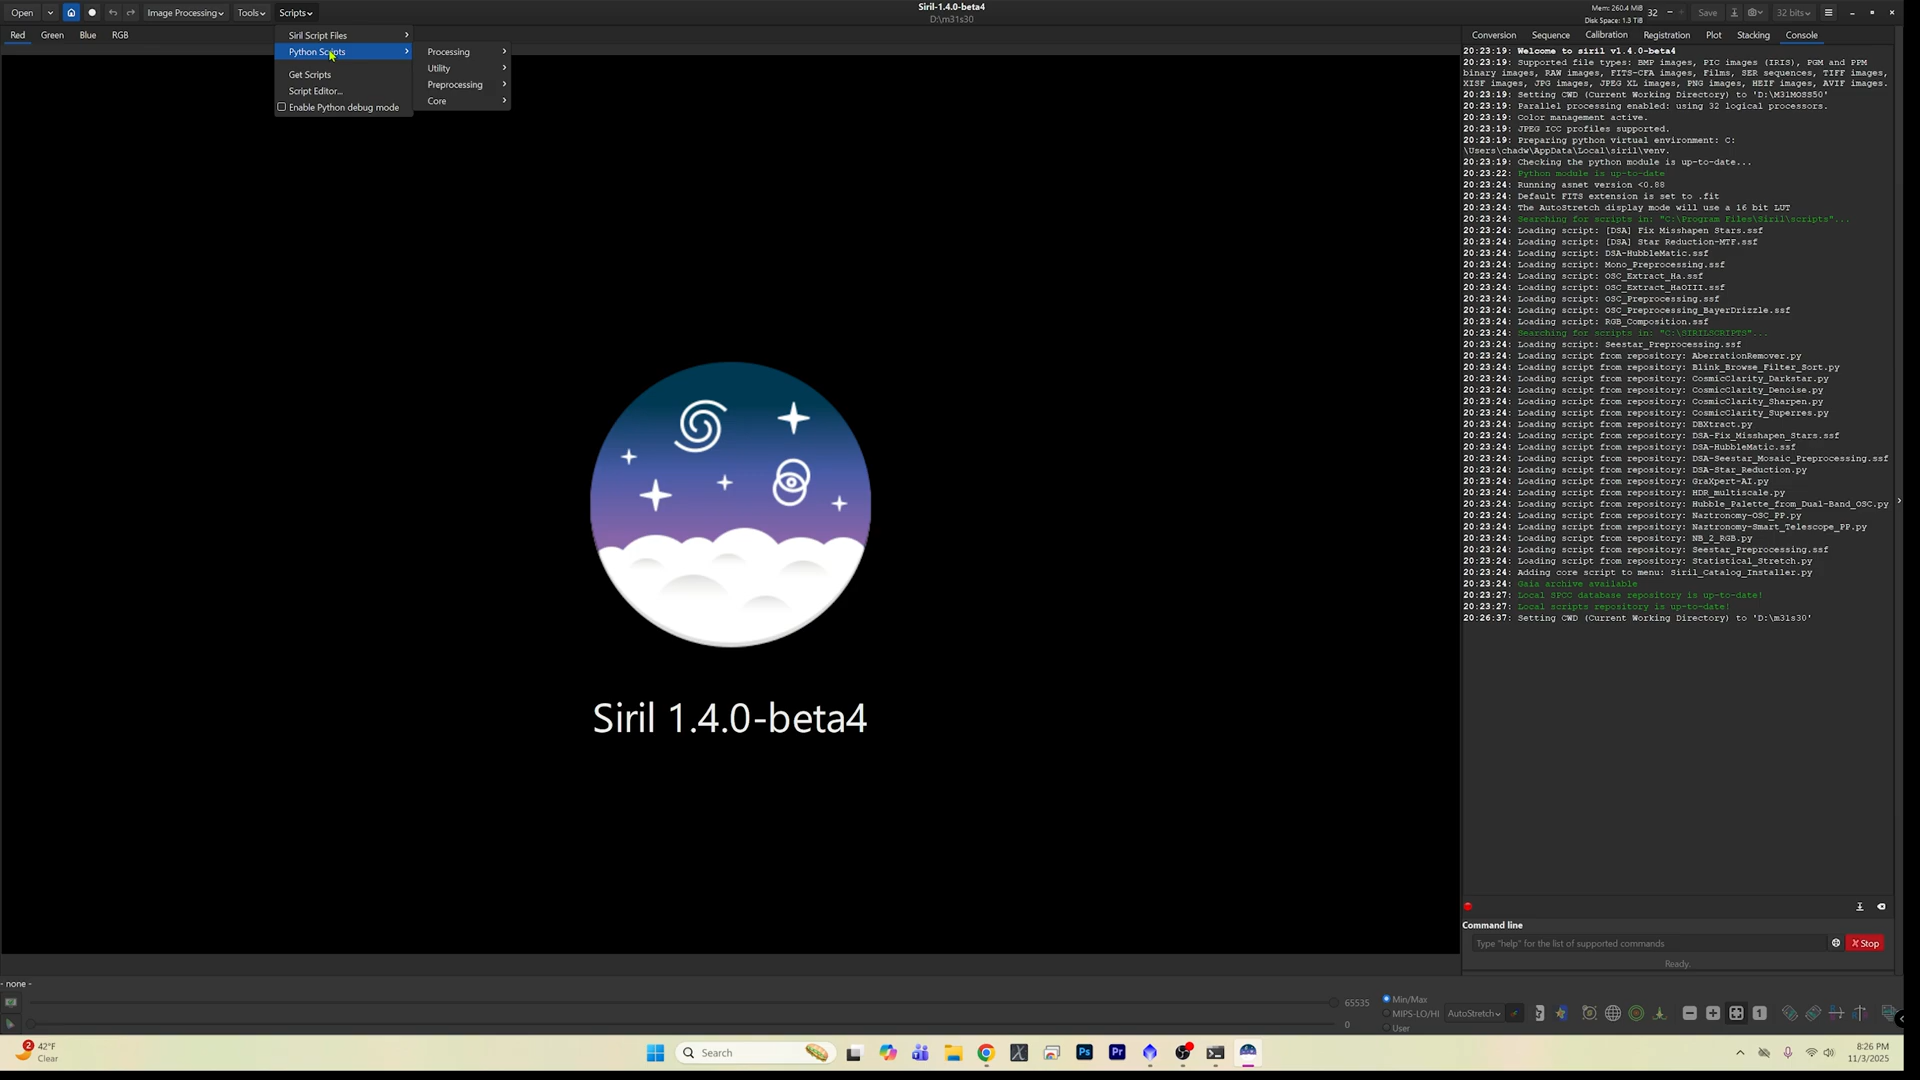 Open
Image Processing
Tools
Scripts
Siril-1.4.0-beta4
D:\m31s30
Mem: 260.4 MiB
Disk Space: 1.3 TiB
32
Save
32 bits
Red
Green
Blue
RGB
Siril Script Files
Python Scripts
Get Scripts
Script Editor...
Enable Python debug mode
Processing
Utility
Preprocessing
Core
Conversion
Sequence
Calibration
Registration
Plot
Stacking
Console
20:23:19: Welcome to siril v1.4.0-beta4
20:23:19: Supported file types: BMP images, PIC images (IRIS), PGM and PPM
binary images, RAW images, FITS-CFA images, Films, SER sequences, TIFF images,
XISF images, JPG images, JPEG XL images, PNG images, HEIF images, AVIF images.
20:23:19: Setting CWD (Current Working Directory) to 'D:\M31MOSS50'
20:23:19: Parallel processing enabled: using 32 logical processors.
20:23:19: Color management active.
20:23:19: JPEG ICC profiles supported.
20:23:19: Preparing python virtual environment: C:
\Users\chadw\AppData\Local\siril\venv.
20:23:19: Checking the python module is up-to-date...
20:23:22: Python module is up-to-date
20:23:24: Running asnet version <0.88
20:23:24: Default FITS extension is set to .fit
20:23:24: The AutoStretch display mode will use a 16 bit LUT
20:23:24: Searching for scripts in: "C:\Program Files\Siril\scripts"...
20:23:24: Loading script: [DSA] Fix Misshapen Stars.ssf
20:23:24: Loading script: [DSA] Star Reduction-MTF.ssf
20:23:24: Loading script: DSA-HubbleMatic.ssf
20:23:24: Loading script: Mono_Preprocessing.ssf
20:23:24: Loading script: OSC_Extract_Ha.ssf
20:23:24: Loading script: OSC_Extract_HaOIII.ssf
20:23:24: Loading script: OSC_Preprocessing.ssf
20:23:24: Loading script: OSC_Preprocessing_BayerDrizzle.ssf
20:23:24: Loading script: RGB_Composition.ssf
20:23:24: Searching for scripts in: "C:\SIRILSCRIPTS"...
20:23:24: Loading script: Seestar_Preprocessing.ssf
20:23:24: Loading script from repository: AberrationRemover.py
20:23:24: Loading script from repository: Blink_Browse_Filter_Sort.py
20:23:24: Loading script from repository: CosmicClarity_Darkstar.py
20:23:24: Loading script from repository: CosmicClarity_Denoise.py
20:23:24: Loading script from repository: CosmicClarity_Sharpen.py
20:23:24: Loading script from repository: CosmicClarity_Superres.py
20:23:24: Loading script from repository: DBXtract.py
20:23:24: Loading script from repository: DSA-Fix_Misshapen_Stars.ssf
20:23:24: Loading script from repository: DSA-HubbleMatic.ssf
20:23:24: Loading script from repository: DSA-Seestar_Mosaic_Preprocessing.ssf
20:23:24: Loading script from repository: DSA-Star_Reduction.py
20:23:24: Loading script from repository: GraXpert-AI.py
20:23:24: Loading script from repository: HDR_multiscale.py
20:23:24: Loading script from repository: Hubble_Palette_from_Dual-Band_OSC.py
20:23:24: Loading script from repository: Naztronomy-OSC_PP.py
20:23:24: Loading script from repository: Naztronomy-Smart_Telescope_PP.py
20:23:24: Loading script from repository: NB_2_RGB.py
20:23:24: Loading script from repository: Seestar_Preprocessing.ssf
20:23:24: Loading script from repository: Statistical_Stretch.py
20:23:24: Adding core script to menu: Siril_Catalog_Installer.py
20:23:24: Gaia archive available
20:23:27: Local SPCC database repository is up-to-date!
20:23:27: Local scripts repository is up-to-date!
20:26:37: Setting CWD (Current Working Directory) to 'D:\m31s30'
Siril 1.4.0-beta4
Command line
Type "help" for the list of supported commands
Stop
Ready.
- none -
65535
0
Min/Max
MIPS-LO/HI
User
AutoStretch
1
2
42°F
Clear
Search
Ps
Pr
8:26 PM
11/3/2025